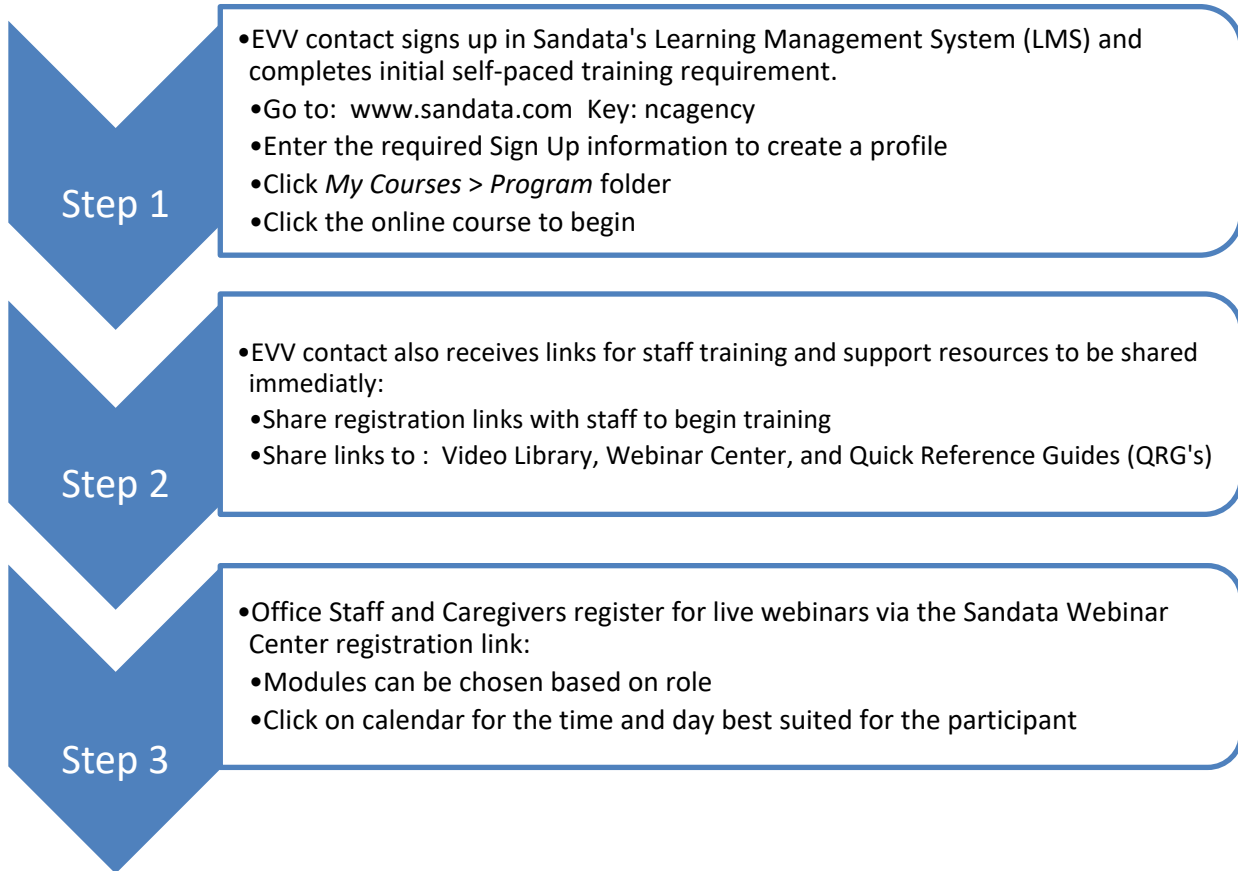 Step 1
•EVV contact signs up in Sandata's Learning Management System (LMS) and
completes initial self-paced training requirement.
•Go to:  www.sandata.com  Key: ncagency
•Enter the required Sign Up information to create a profile
•Click My Courses > Program folder
•Click the online course to begin
Step 2
•EVV contact also receives links for staff training and support resources to be shared
immediatly:
•Share registration links with staff to begin training
•Share links to :  Video Library, Webinar Center, and Quick Reference Guides (QRG's)
Step 3
•Office Staff and Caregivers register for live webinars via the Sandata Webinar
Center registration link:
•Modules can be chosen based on role
•Click on calendar for the time and day best suited for the participant